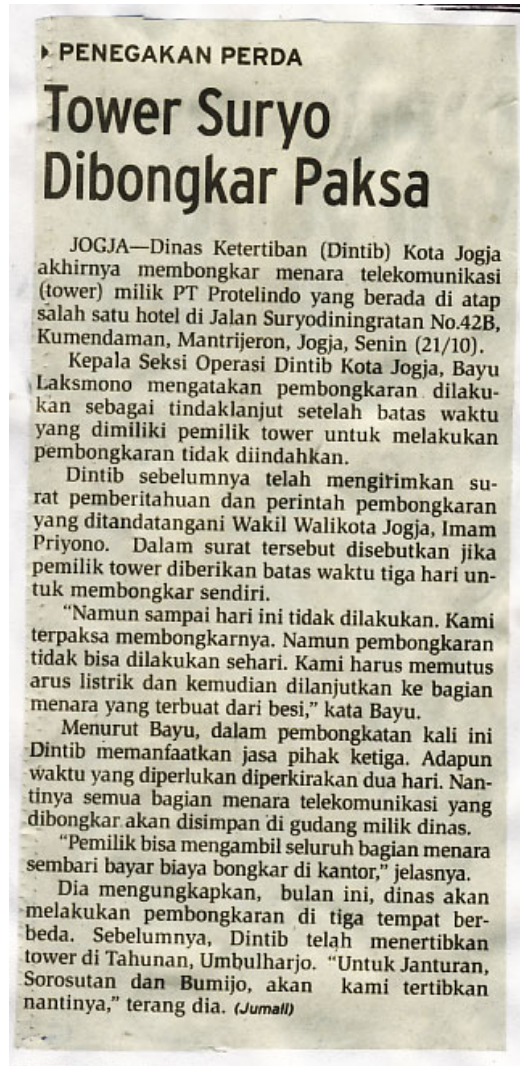 PENEGAKAN PERDA
Tower Suryo
Dibongkar Paksa
JOGJA—Dinas Ketertiban (Dintib) Kota Jogja
akhirnya membongkar menara telekomunikasi
(tower) milik PT Protelindo yang berada di atap
salah satu hotel di Jalan Suryodiningratan No.42B,
Kumendaman, Mantrijeron, Jogja, Senin (21/10).
Kepala Seksi Operasi Dintib Kota Jogja, Bayu
Laksmono mengatakan pembongkaran dilaku-
kan sebagai tindaklanjut setelah batas waktu
yang dimiliki pemilik tower untuk melakukan
pembongkaran tidak diindahkan.
Dintib sebelumnya telah mengirimkan su-
rat pemberitahuan dan perintah pembongkaran
yang ditandatangani Wakil Walikota Jogja, Imam
Priyono. Dalam surat tersebut disebutkan jika
pemilik tower diberikan batas waktu tiga hari un-
tuk membongkar sendiri.
“Namun sampai hari ini tidak dilakukan. Kami
terpaksa membongkarnya. Namun pembongkaran
tidak bisa dilakukan sehari. Kami harus memutus
arus listrik dan kemudian dilanjutkan ke bagian
menara yang terbuat dari besi,” kata Bayu.
Menurut Bayu, dalam pembongkatan kali ini
Dintib memanfaatkan jasa pihak ketiga. Adapun
waktu yang diperlukan diperkirakan dua hari. Nan-
tinya semua bagian menara telekomunikasi yang
dibongkar akan disimpan di gudang milik dinas.
“Pemilik bisa mengambil seluruh bagian menara
sembari bayar biaya bongkar di kantor,” jelasnya.
Dia mengungkapkan, bulan ini, dinas akan
melakukan pembongkaran di tiga tempat ber-
beda. Sebelumnya, Dintib telah menertibkan
tower di Tahunan, Umbulharjo. “Untuk Janturan,
Sorosutan dan Bumijo, akan kami tertibkan
nantinya,” terang dia. (Jumali)